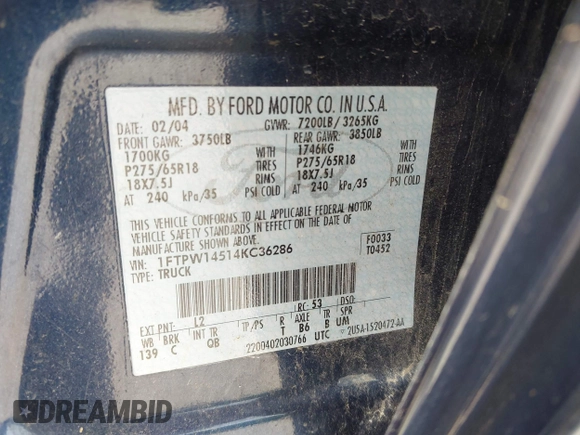 MFD. BY FORD MOTOR CO. IN U.S.A.
DATE: 02/04 GVWR: 7200LB/ 3265KG
FRONT GAWR: 3750LB REAR GAWR: 3850LB
1700KG WITH 1746KG WITH
P275/65R18 TIRES P275/65R18 TIRES
18X7.5J RIMS 18X7.5J RIMS
AT 240 kPa/35 PSI COLD AT 240 kPa/35 PSI COLD
THIS VEHICLE CONFORMS TO ALL APPLICABLE FEDERAL MOTOR
VEHICLE SAFETY STANDARDS IN EFFECT ON THE DATE OF
MANUFACTURE SHOWN ABOVE.
VIN: 1FTPW14514KC36286 F0033
TYPE: TRUCK T0452
EXT PNT: L2 RC: 53 DSO:
WB BRK INT TR TP/PS R AXLE TR SPR
139 C QB T B6 B UM
2200402030766 UTC 2U5A-1520472-AA
Ford
DREAMBID